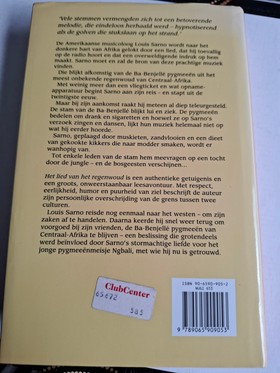 'Vele stemmen vermengden zich tot een betoverende
melodie, die eindeloos herhaald werd – hypnotiserend
als de golven die stukslaan op het strand.'
De Amerikaanse musicoloog Louis Sarno wordt naar het
donkere hart van Afrika gelokt door een lied, dat hij toevallig
op de radio hoort en dat een overweldigende indruk op hem
maakt. Sarno moet en zal de bron van deze prachtige muziek
vinden.
Die blijkt afkomstig van de Ba-Benjellé pygmeeën uit het
meest onbekende regenwoud van Centraal-Afrika.
Met weinig meer dan een vliegticket en wat opname-
apparatuur begint Sarno aan zijn reis – en stapt uit de
twintigste eeuw.
Maar bij zijn aankomst raakt hij meteen al diep teleurgesteld.
De stam van de Ba-Benjellé blijkt lui en ziek. De pygmeeën
bedelen om drank en sigaretten en hoewel ze op Sarno's
verzoek zingen en dansen, lijkt hun muziek helemaal niet op
wat hij eerder hoorde.
Sarno, geplaagd door muskieten, zandvlooien en een dieet
van gekookte kikkers die naar modder smaken, wordt er
wanhopig van.
Tot enkele leden van de stam hem meevragen op een tocht
door de jungle – en de bosgeesten verschijnen...
Het lied van het regenwoud is een authentieke getuigenis en
een groots, onweerstaanbaar leesavontuur. Met respect,
eerlijkheid, humor en puurheid van ziel beschrijft de auteur
zijn persoonlijke overschrijding van de grens tussen twee
culturen.
Louis Sarno reisde nog eenmaal naar het westen – om zijn
zaken af te handelen. Daarna keerde hij snel weer terug om
voorgoed bij zijn vrienden, de Ba-Benjellé pygmeeën van
Centraal-Afrika te blijven – een beslissing die grotendeels
werd beïnvloed door Sarno's stormachtige liefde voor het
jonge pygmeeënmeisje Ngbali, met wie hij nu is getrouwd.
ClubCenter
ISBN 90-6590-905-3
NUGI 470
9 789065 909053